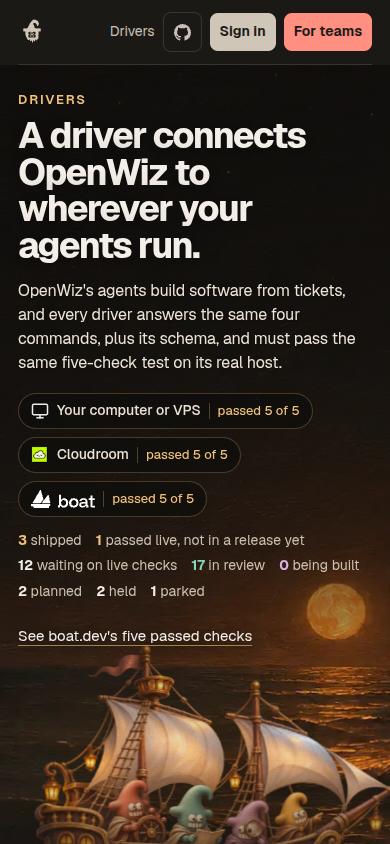 Drivers
Sign in
For teams
DRIVERS
A driver connects
OpenWiz to
wherever your
agents run.
OpenWiz's agents build software from tickets,
and every driver answers the same four
commands, plus its schema, and must pass the
same five-check test on its real host.
Your computer or VPS passed 5 of 5
Cloudroom passed 5 of 5
boat passed 5 of 5
3 shipped 1 passed live, not in a release yet
12 waiting on live checks 17 in review 0 being built
2 planned 2 held 1 parked
See boat.dev's five passed checks